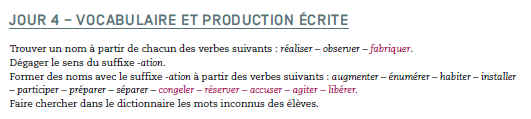 JOUR 4 – VOCABULAIRE ET PRODUCTION ÉCRITE
Trouver un nom à partir de chacun des verbes suivants : réaliser – observer – fabriquer.
Dégager le sens du suffixe -ation.
Former des noms avec le suffixe -ation à partir des verbes suivants : augmenter – énumérer – habiter – installer
– participer – préparer – séparer – congeler – réserver – accuser – agiter – libérer.
Faire chercher dans le dictionnaire les mots inconnus des élèves.